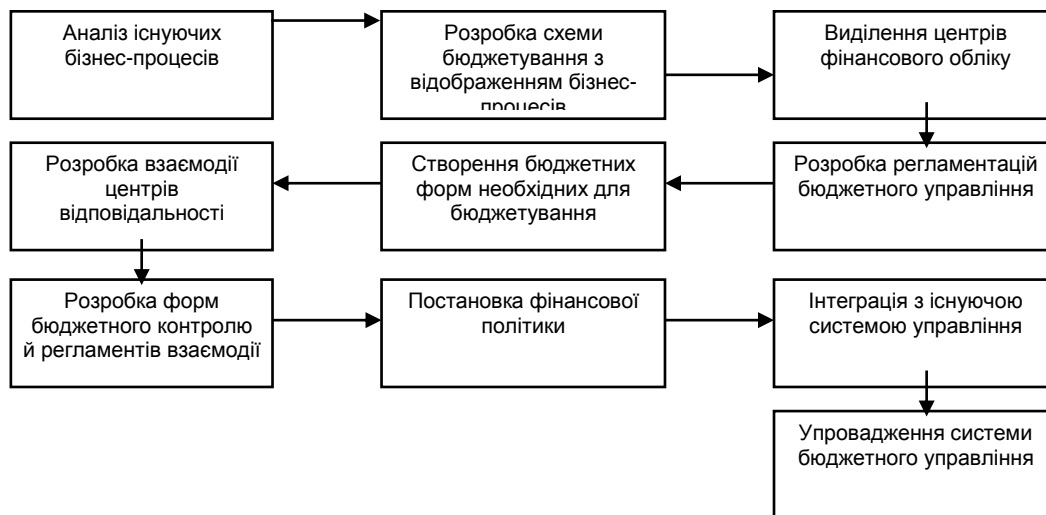 Аналіз існуючих
бізнес-процесів
Розробка схеми
бюджетування з
відображенням бізнес-
процесів
Виділення центрів
фінансового обліку
Розробка регламентацій
бюджетного управління
Створення бюджетних
форм необхідних для
бюджетування
Розробка взаємодії
центрів
відповідальності
Розробка форм
бюджетного контролю
й регламентів взаємодії
Постановка фінансової
політики
Інтеграція з існуючою
системою управління
Упровадження системи
бюджетного управління